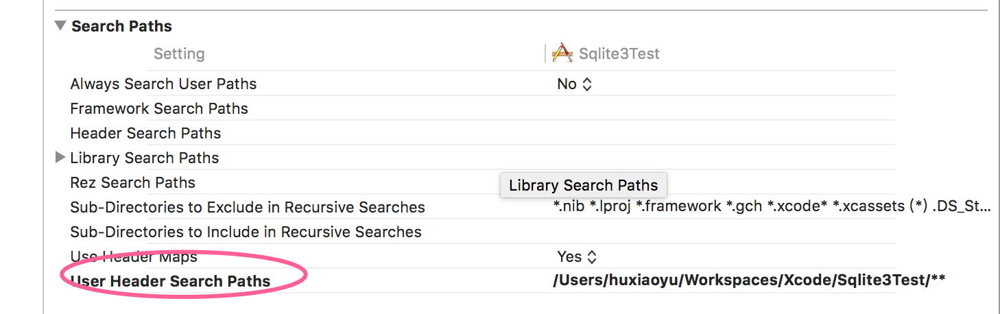 Search Paths
Setting Sqlite3Test
Always Search User Paths No
Framework Search Paths
Header Search Paths
Library Search Paths
Rez Search Paths
Library Search Paths
Sub-Directories to Exclude in Recursive Searches *.nib *.lproj *.framework *.gch *.xcode* *.xcassets (*) .DS_St...
Sub-Directories to Include in Recursive Searches
Use Header Maps Yes
User Header Search Paths /Users/huxiaoyu/Workspaces/Xcode/Sqlite3Test/**